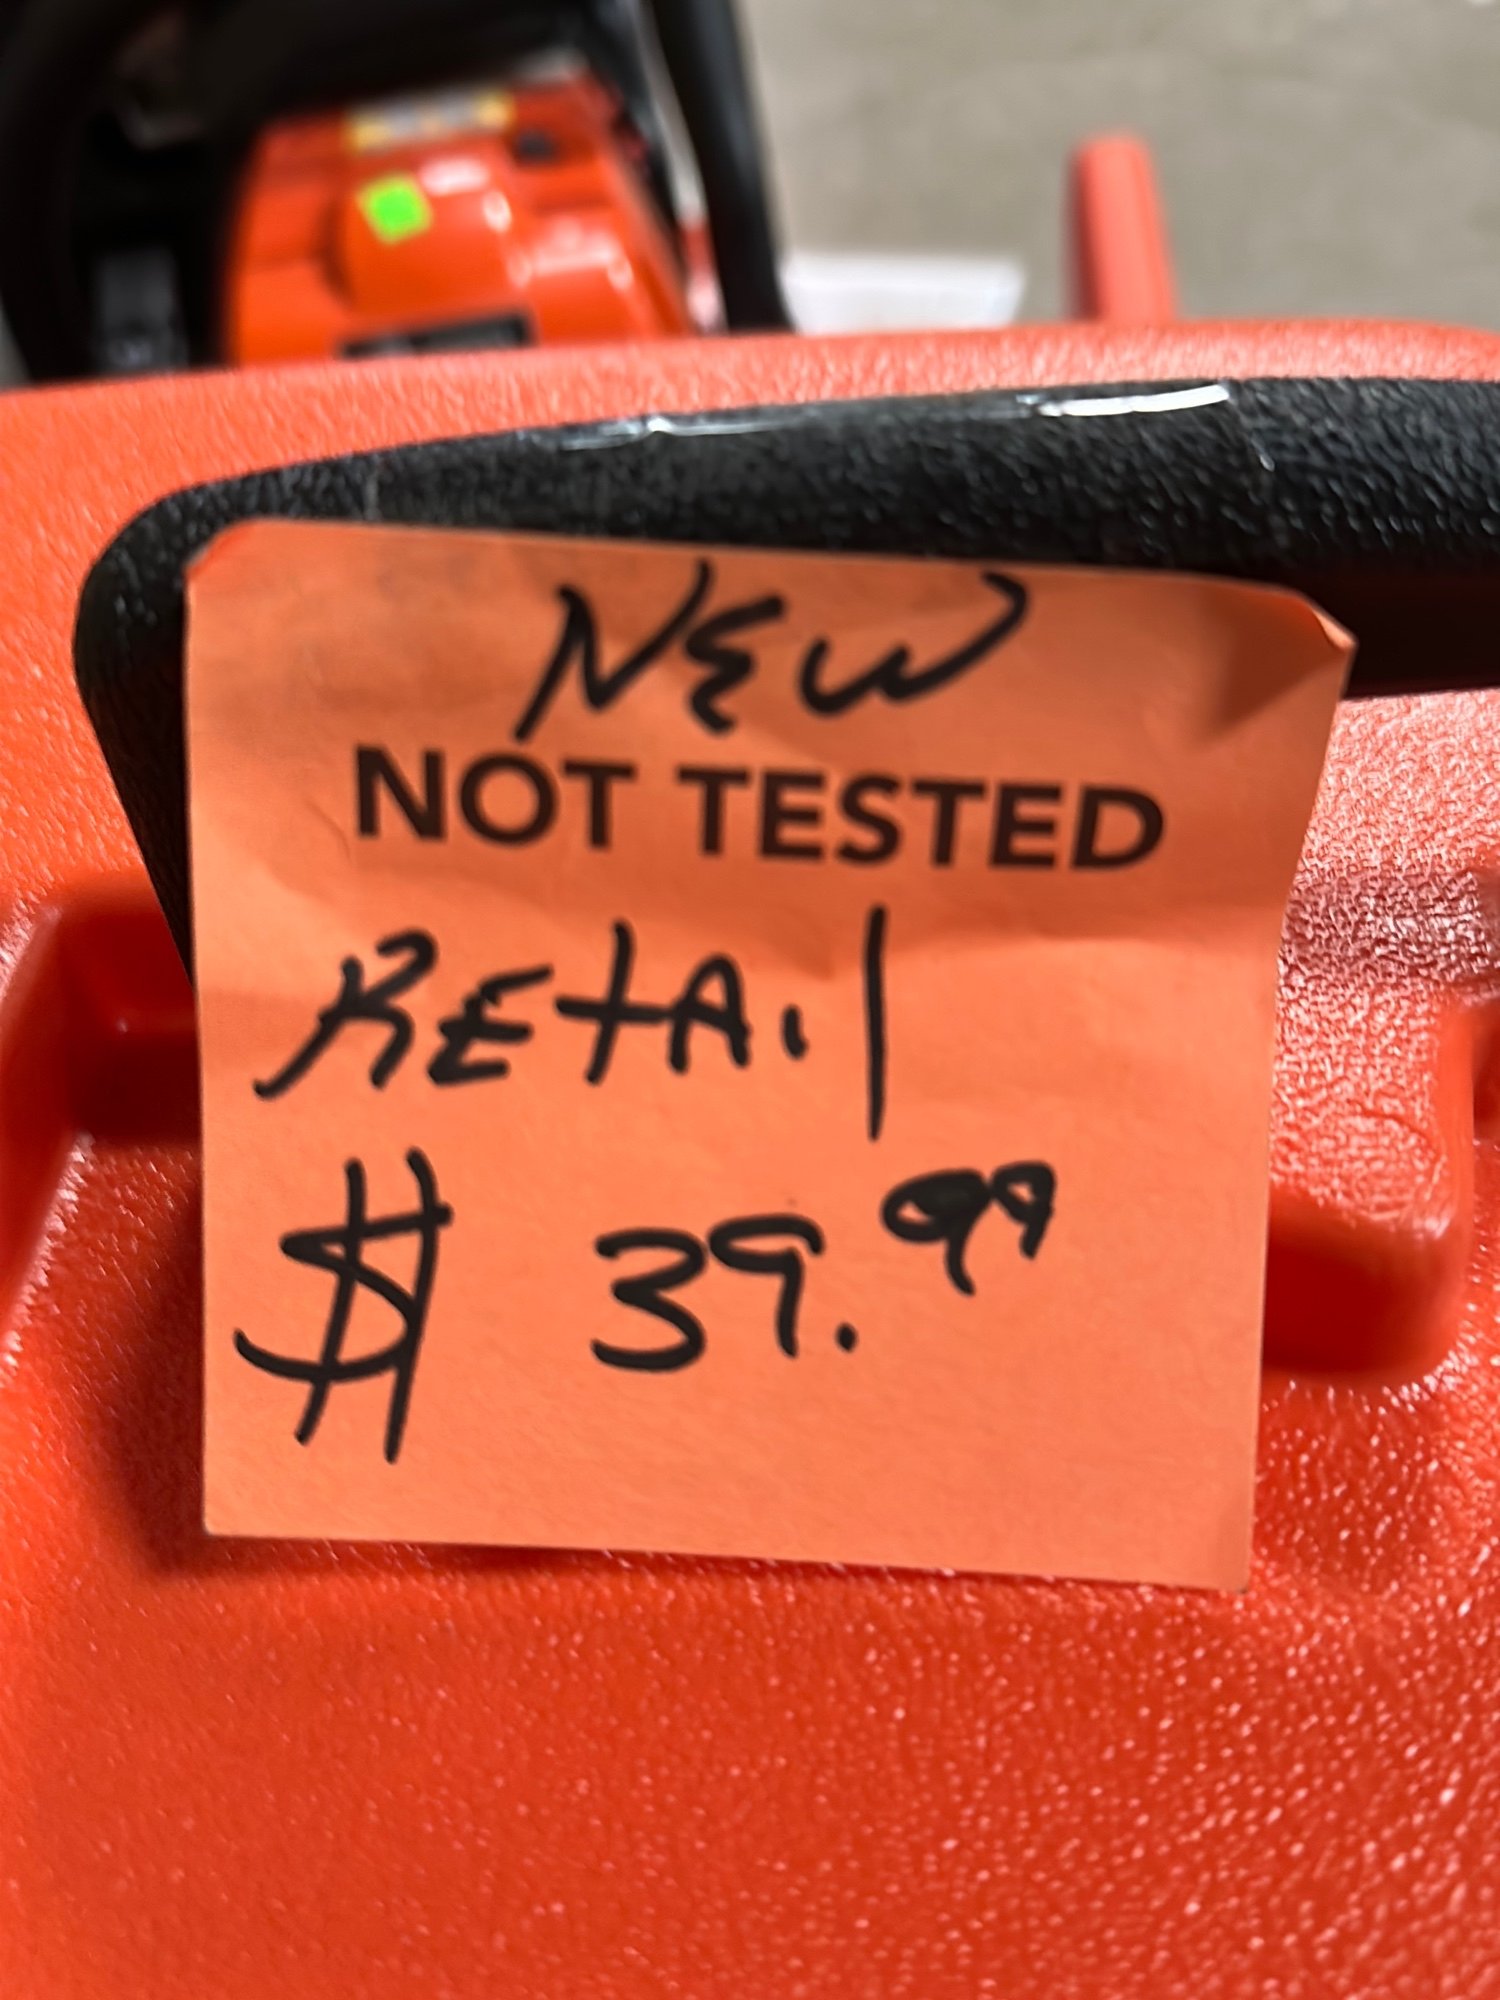 NEW
NOT TESTED
RETAil
$ 39.99